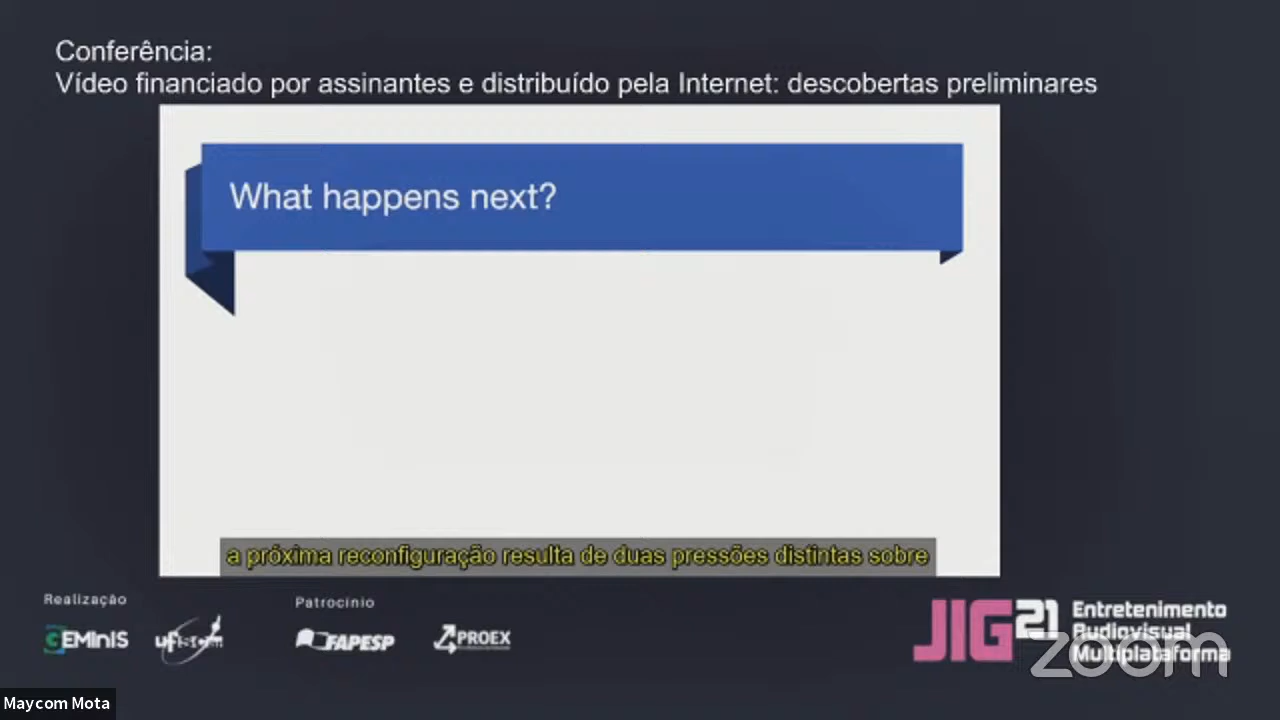 Conferência:
Vídeo financiado por assinantes e distribuído pela Internet: descobertas preliminares
What happens next?
a próxima reconfiguração resulta de duas pressões distintas sobre
Realização
Patrocínio
GEMInIS
FAPESP
PROEX
JIG21
Entretenimento
Audiovisual
Multiplataforma
zoom
Maycom Mota